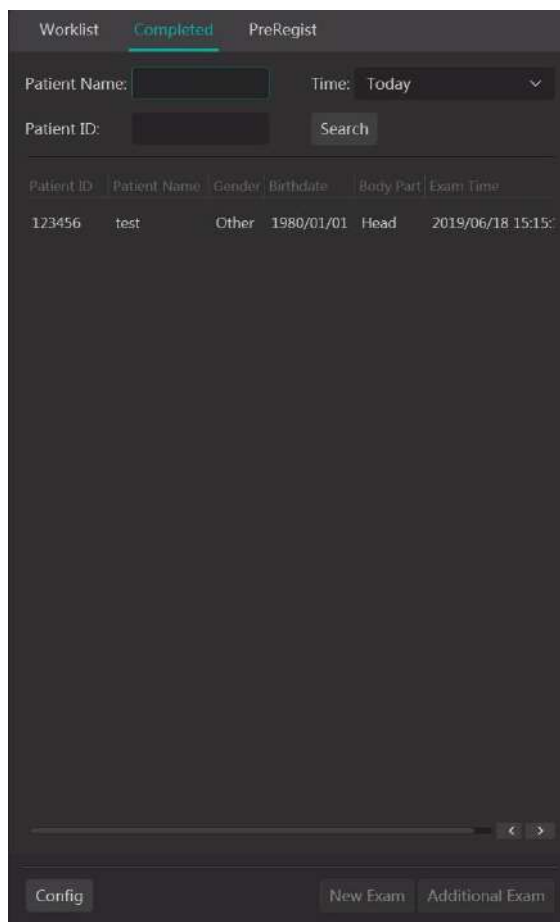 Worklist Completed PreRegist
Patient Name: Time: Today
Patient ID: Search
Patient ID Patient Name Gender Birthdate Body Part Exam Time
123456 test Other 1980/01/01 Head 2019/06/18 15:15:
Config New Exam Additional Exam